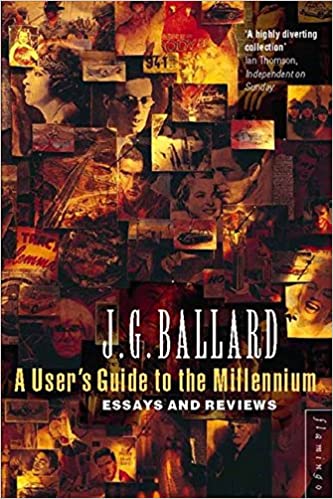 'A highly diverting
collection'
Ian Thomson,
Independent on
Sunday
J.G. BALLARD
A User's Guide to the Millennium
ESSAYS AND REVIEWS
flamingo